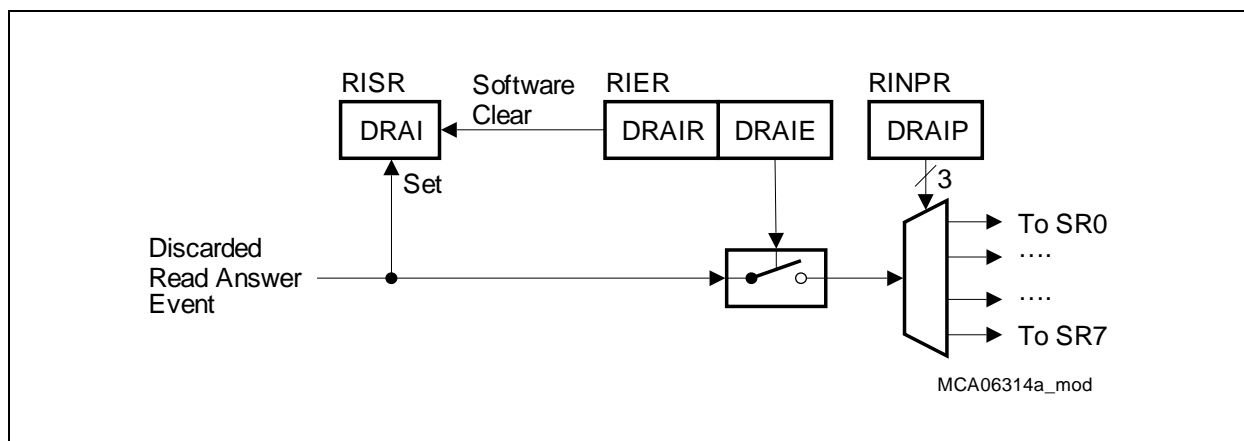 RISR
Software
Clear
RIER
RINPR
DRAI
DRAIR
DRAIE
DRAIP
Set
3
Discarded
Read Answer
Event
To SR0
....
....
To SR7
MCA06314a_mod